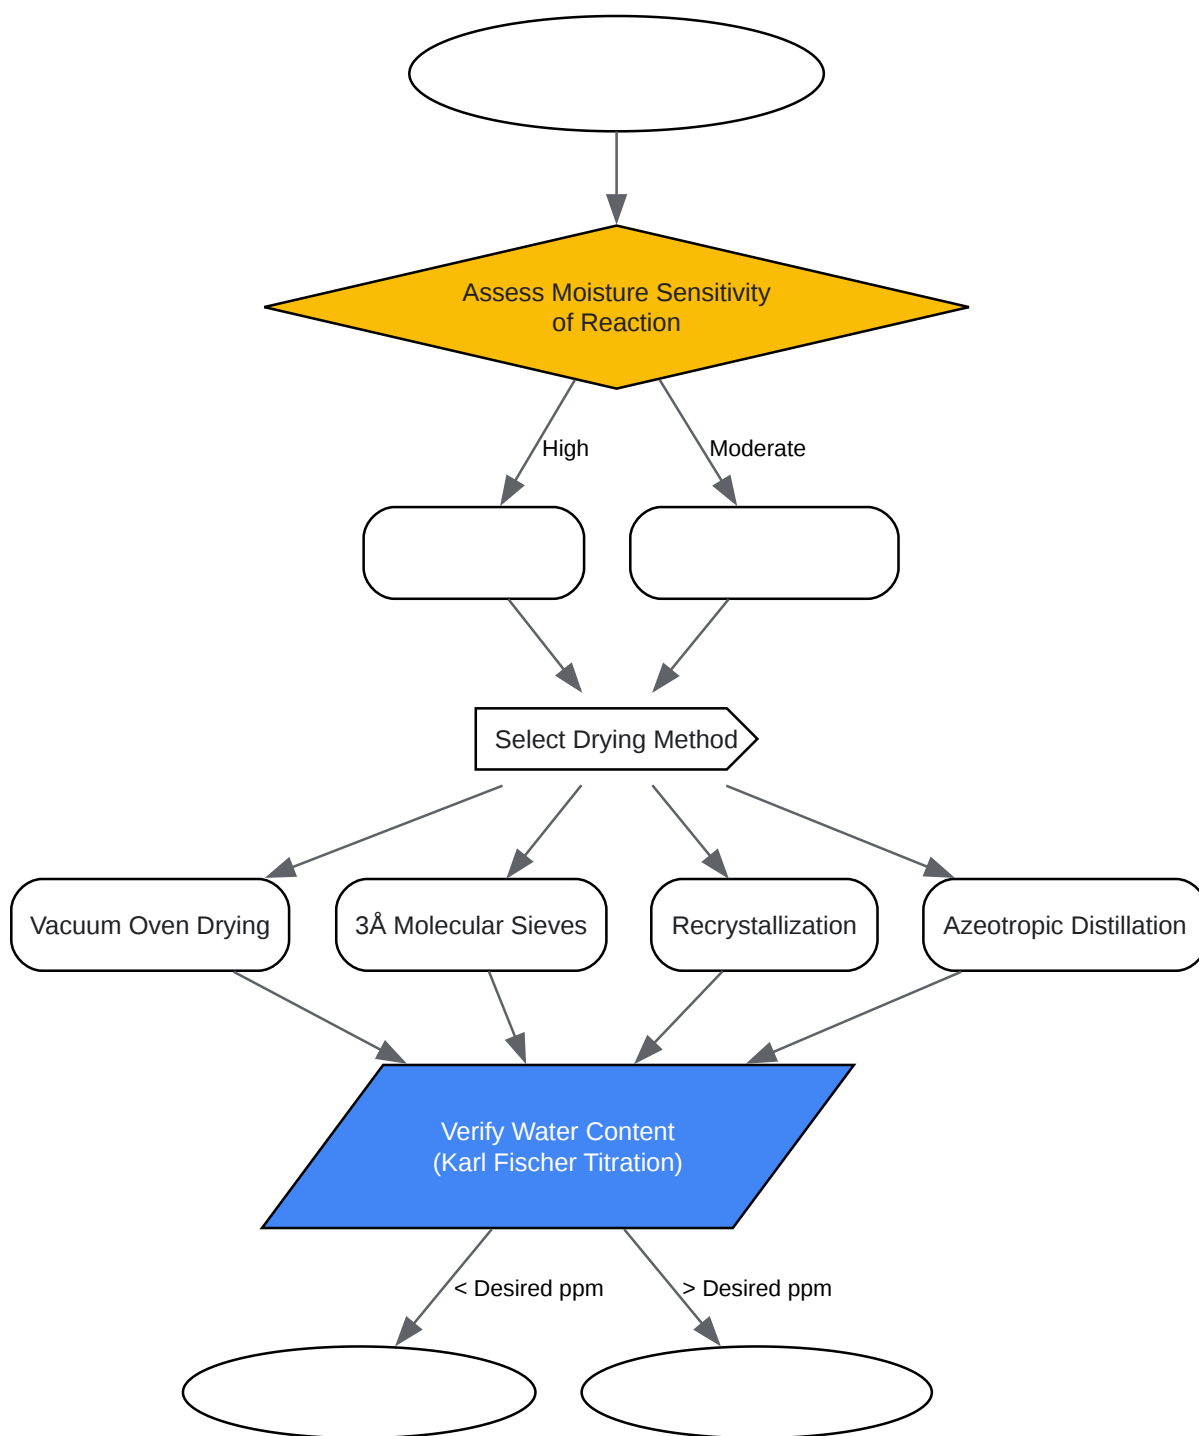 Assess Moisture Sensitivity
of Reaction
High
Moderate
Select Drying Method
Vacuum Oven Drying
3Å Molecular Sieves
Recrystallization
Azeotropic Distillation
Verify Water Content
(Karl Fischer Titration)
< Desired ppm
> Desired ppm